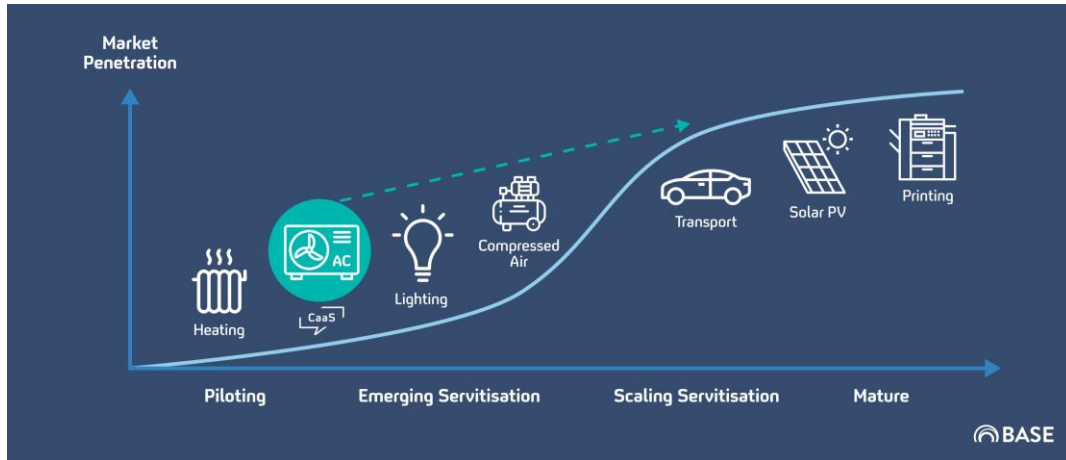 Market
Penetration
Heating
AC
CaaS
Lighting
Compressed
Air
Transport
Solar PV
Printing
Piloting
Emerging Servitisation
Scaling Servitisation
Mature
BASE